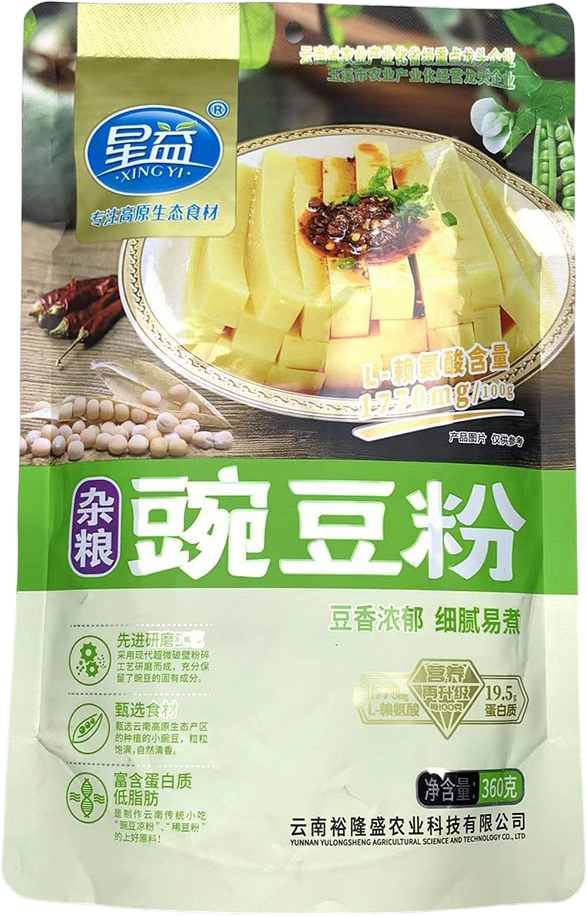 云南省农业产业化省级重点龙头企业
玉溪市农业产业化经营龙头企业
星益®
·XINGYI·
专注高原生态食材
L-赖氨酸含量
1770mg/100g
产品图片 仅供参考
杂粮
豌豆粉
豆香浓郁 细腻易煮
先进研磨工艺
采用现代超微破壁粉碎
工艺研磨而成，充分保
留了豌豆的固有成分。
营养
再升级
每100克
1770mg
L-赖氨酸
19.5g
蛋白质
甄选食材
甄选云南高原生态产区
的种植的小豌豆，粒粒
饱满，自然清香。
富含蛋白质
低脂肪
是制作云南传统小吃
“豌豆凉粉”、“稀豆粉”
的上好原料！
净含量：360克
云南裕隆盛农业科技有限公司
YUNNAN YULONGSHENG AGRICULTURAL SCIENCE AND TECHNOLOGY CO., LTD